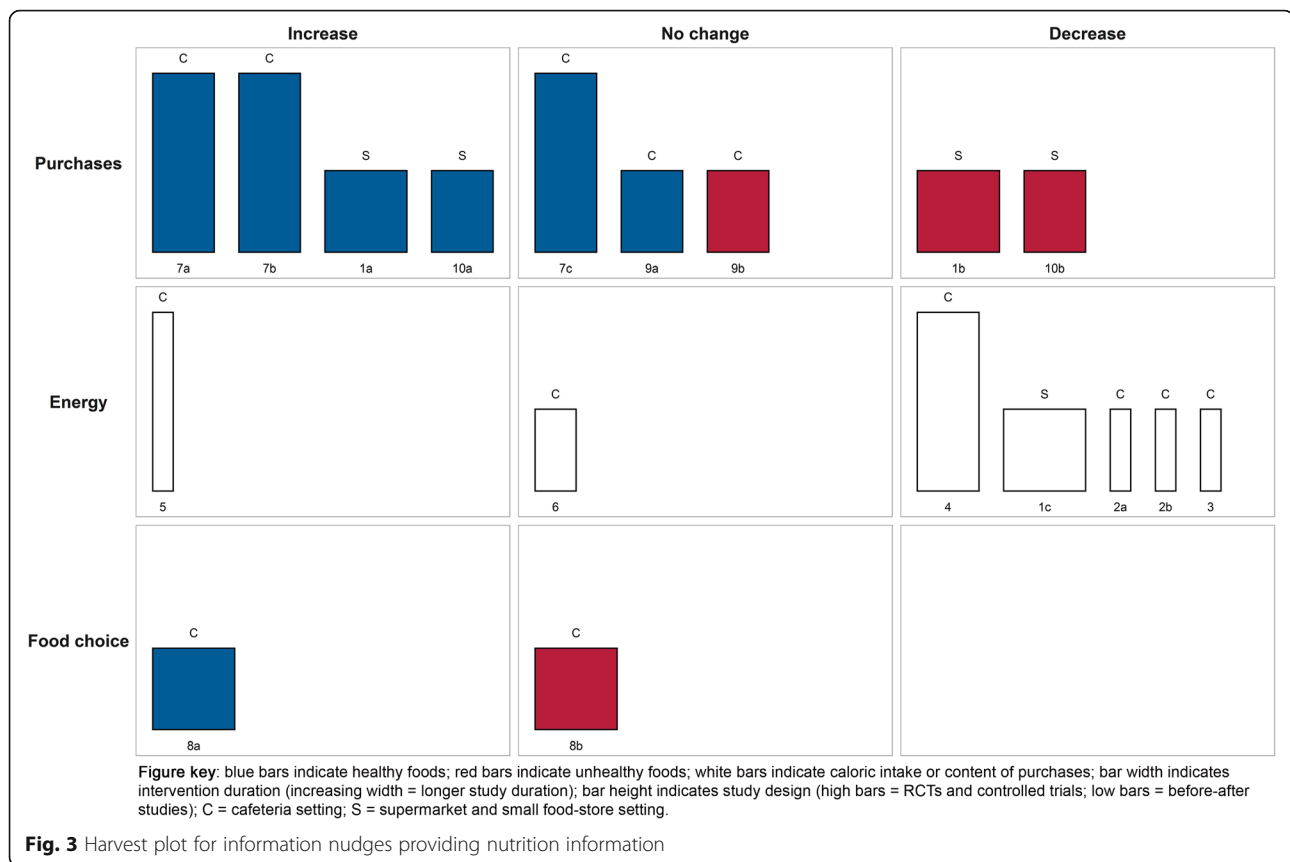 Increase No change Decrease
C C C
S S C C S S
Purchases
7a 7b 1a 10a 7c 9a 9b 1b 10b
C C
C S C C C
Energy
5 6 4 1c 2a 2b 3
C C
Food choice
8a 8b
Figure key: blue bars indicate healthy foods; red bars indicate unhealthy foods; white bars indicate caloric intake or content of purchases; bar width indicates
intervention duration (increasing width = longer study duration); bar height indicates study design (high bars = RCTs and controlled trials; low bars = before-after
studies); C = cafeteria setting; S = supermarket and small food-store setting.
Fig. 3 Harvest plot for information nudges providing nutrition information